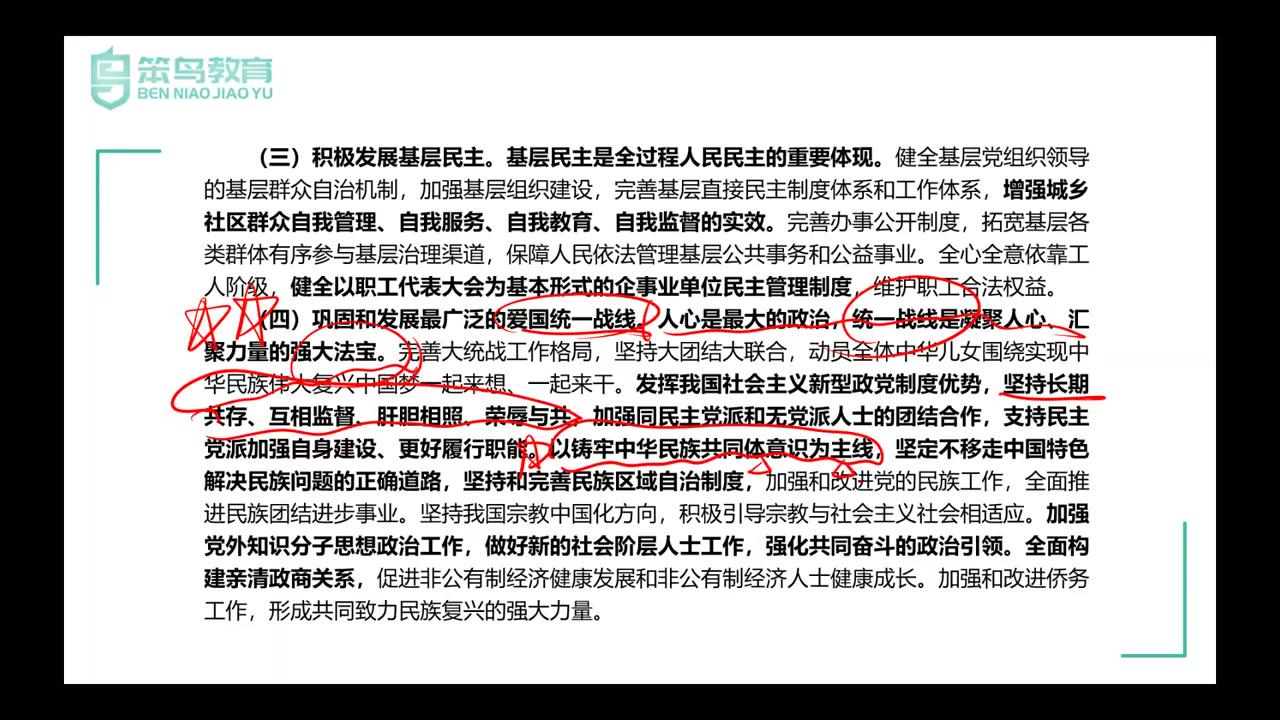 笨鸟教育
BEN NIAO JIAO YU
（三）积极发展基层民主。基层民主是全过程人民民主的重要体现。健全基层党组织领导
的基层群众自治机制，加强基层组织建设，完善基层直接民主制度体系和工作体系，增强城乡
社区群众自我管理、自我服务、自我教育、自我监督的实效。完善办事公开制度，拓宽基层各
类群体有序参与基层治理渠道，保障人民依法管理基层公共事务和公益事业。全心全意依靠工
人阶级，健全以职工代表大会为基本形式的企事业单位民主管理制度，维护职工合法权益。
（四）巩固和发展最广泛的爱国统一战线。人心是最大的政治，统一战线是凝聚人心、汇
聚力量的强大法宝。完善大统战工作格局，坚持大团结大联合，动员全体中华儿女围绕实现中
华民族伟大复兴中国梦一起来想、一起来干。发挥我国社会主义新型政党制度优势，坚持长期
共存、互相监督、肝胆相照、荣辱与共，加强同民主党派和无党派人士的团结合作，支持民主
党派加强自身建设、更好履行职能。以铸牢中华民族共同体意识为主线，坚定不移走中国特色
解决民族问题的正确道路，坚持和完善民族区域自治制度，加强和改进党的民族工作，全面推
进民族团结进步事业。坚持我国宗教中国化方向，积极引导宗教与社会主义社会相适应。加强
党外知识分子思想政治工作，做好新的社会阶层人士工作，强化共同奋斗的政治引领。全面构
建亲清政商关系，促进非公有制经济健康发展和非公有制经济人士健康成长。加强和改进侨务
工作，形成共同致力民族复兴的强大力量。